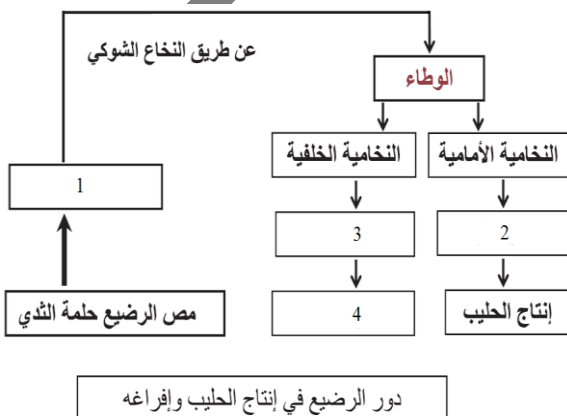 عن طريق النخاع الشوكي
الوطاء
النخامية الأمامية
النخامية الخلفية
1
2
3
مص الرضيع حلمة الثدي
4
إنتاج الحليب
دور الرضيع في إنتاج الحليب وإفراغه